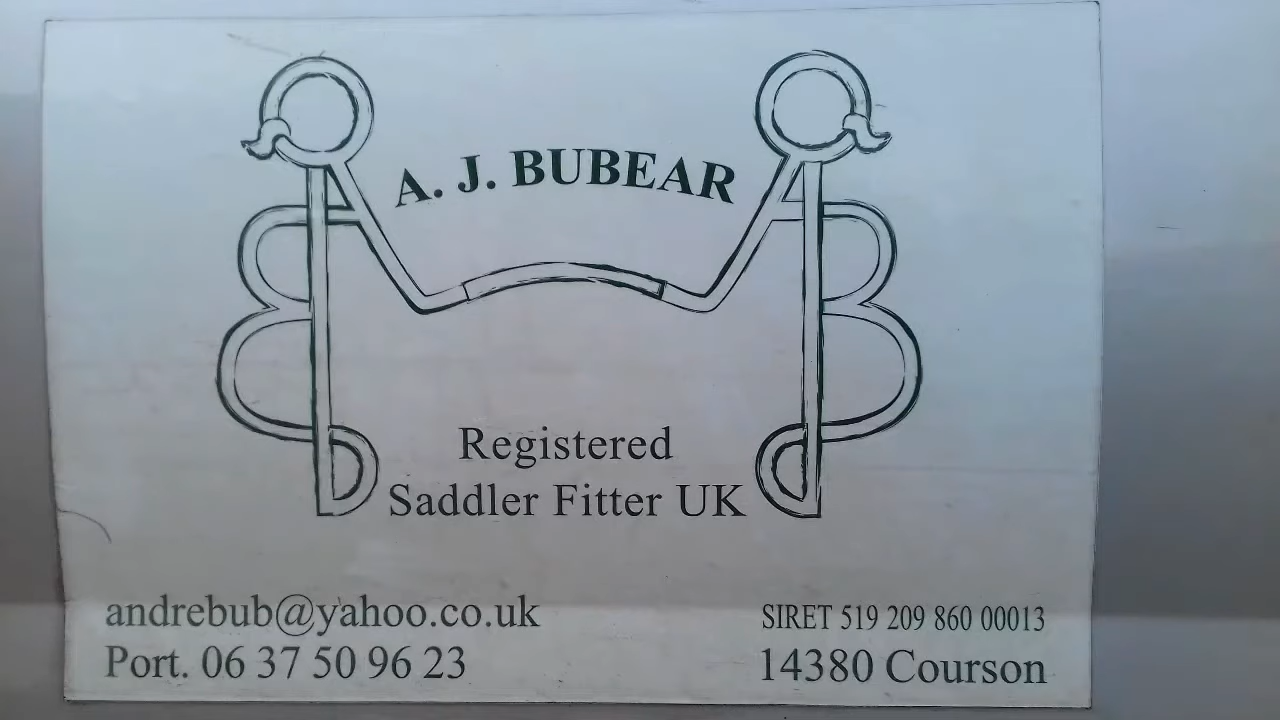 A. J. BUBEAR
Registered
Saddler Fitter UK
andrebub@yahoo.co.uk
Port. 06 37 50 96 23
SIRET 519 209 860 00013
14380 Courson